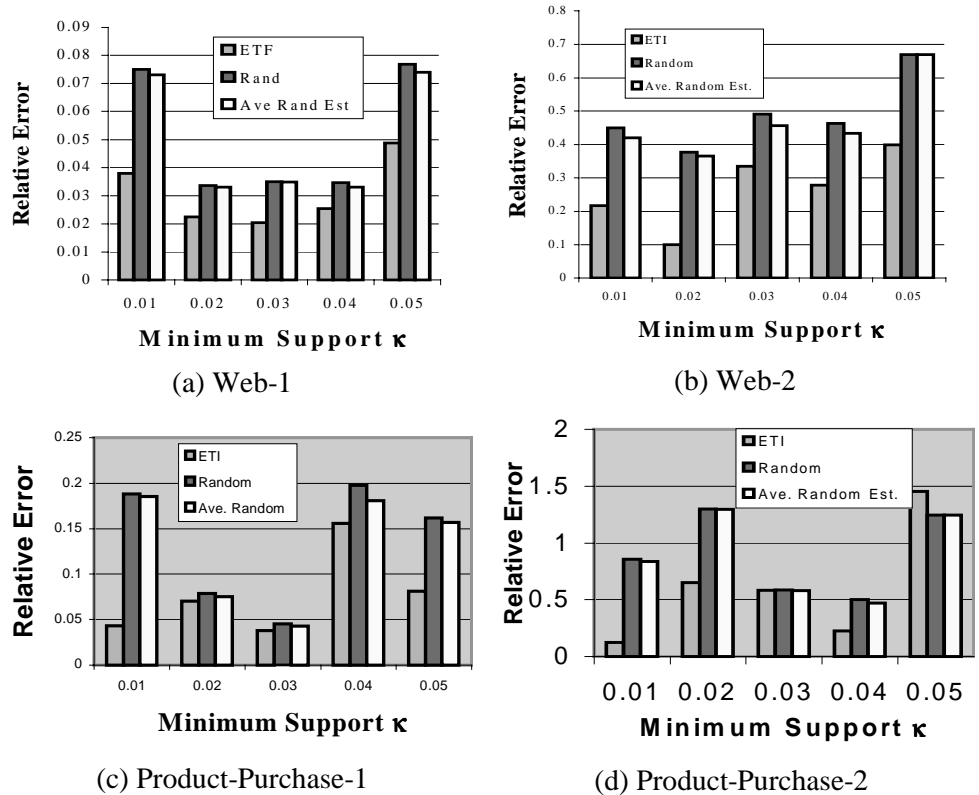 0.09
0.08
0.07
0.06
0.05
0.04
0.03
0.02
0.01
0
Relative Error
ETF
Rand
Ave Rand Est
0.01 0.02 0.03 0.04 0.05
Minimum Support κ
(a) Web-1
0.8
0.7
0.6
0.5
0.4
0.3
0.2
0.1
0
Relative Error
ETI
Random
Ave. Random Est.
0.01 0.02 0.03 0.04 0.05
Minimum Support κ
(b) Web-2
0.25
0.2
0.15
0.1
0.05
0
Relative Error
ETI
Random
Ave. Random
0.01 0.02 0.03 0.04 0.05
Minimum Support κ
(c) Product-Purchase-1
2
1.5
1
0.5
0
Relative Error
ETI
Random
Ave. Random Est.
0.01 0.02 0.03 0.04 0.05
Minimum Support κ
(d) Product-Purchase-2